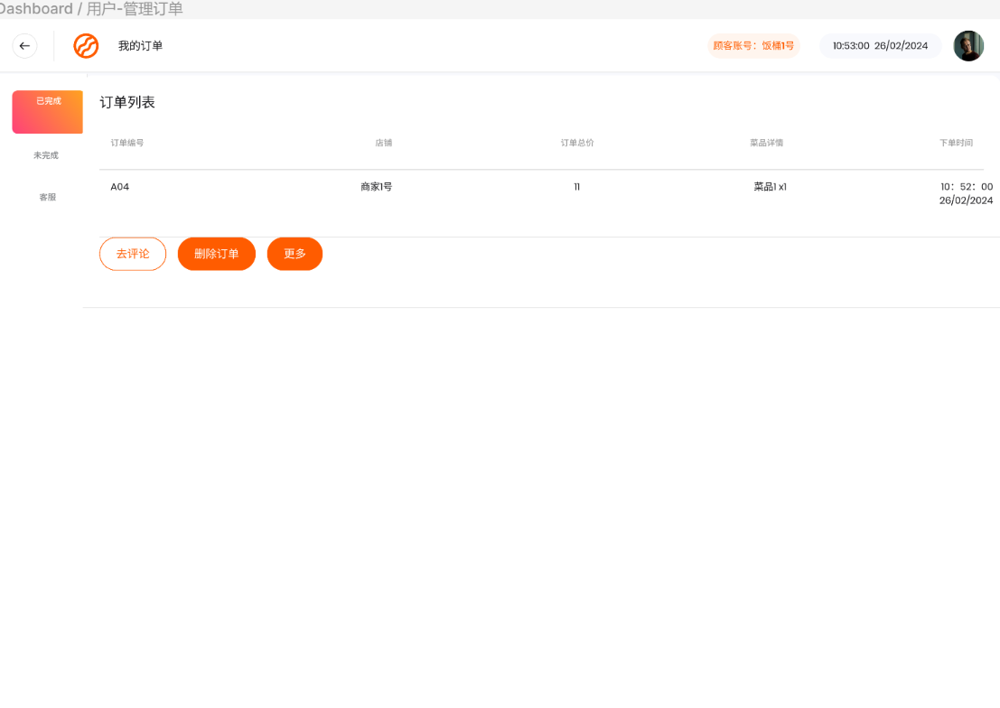 Dashboard / 用户-管理订单
我的订单
顾客账号：饭桶1号
10:53:00 26/02/2024
已完成
未完成
客服
订单列表
订单编号 店铺 订单总价 菜品详情 下单时间
A04 商家1号 11 菜品1 x1 10：52：00
26/02/2024
去评论 删除订单 更多